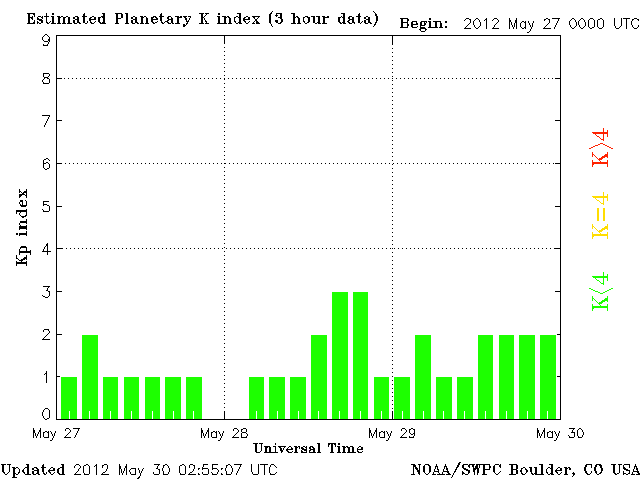 Estimated Planetary K index (3 hour data) Begin: 2012 May 27 0000 UTC
9
8
7
6
5
4
3
2
1
0
Kp index
K>4
K=4
K<4
May 27 May 28 May 29 May 30
Universal Time
Updated 2012 May 30 02:55:07 UTC NOAA/SWPC Boulder, CO USA